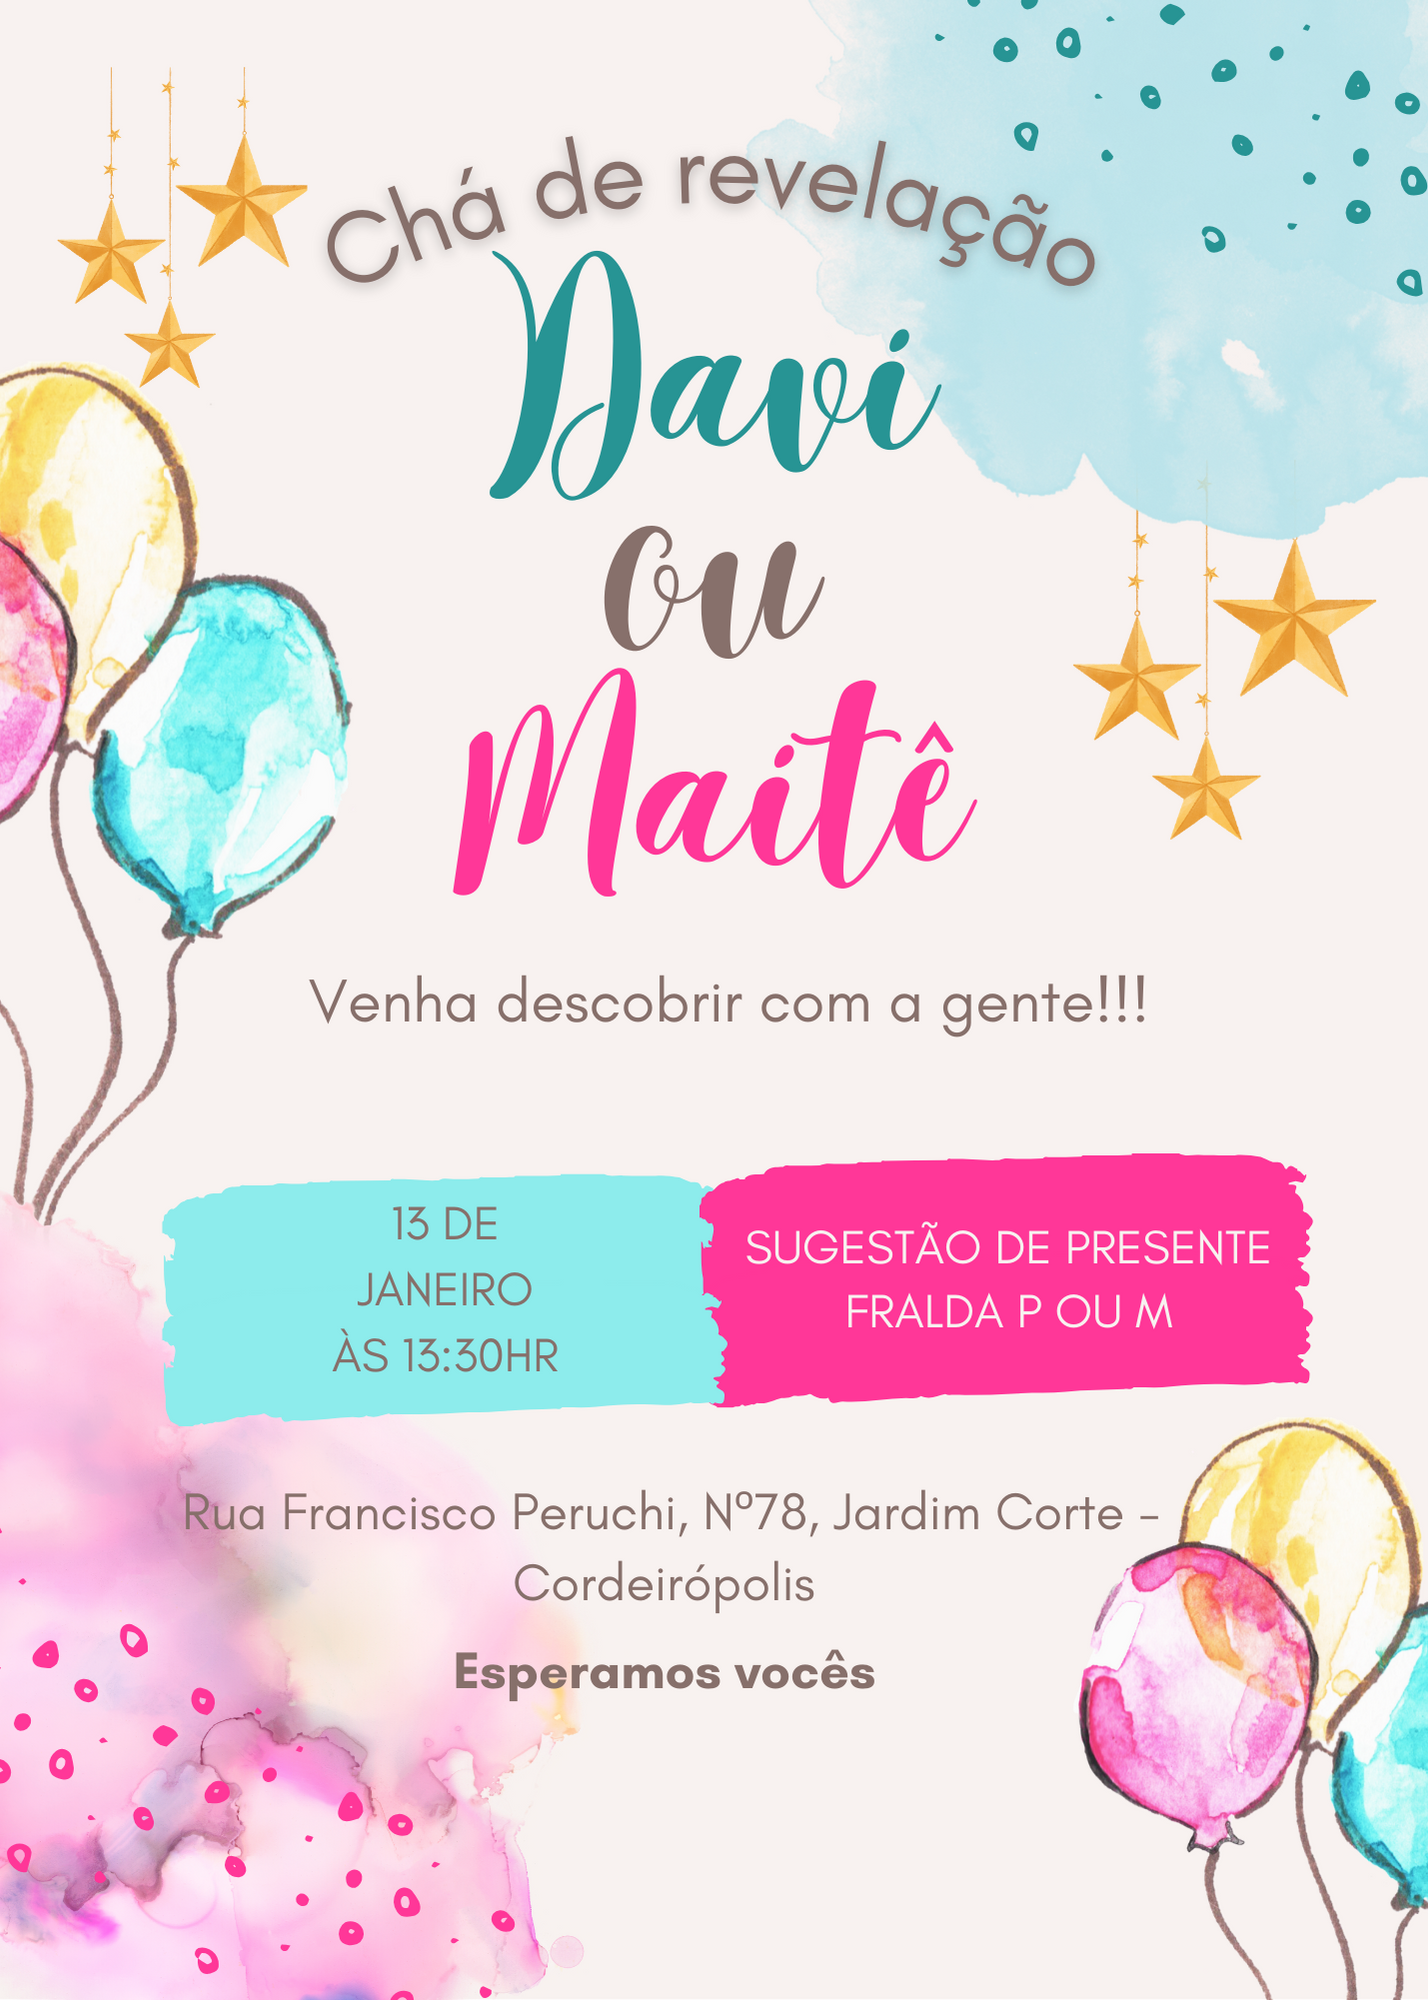 Chá de revelação
Davi
ou
Maitê
Venha descobrir com a gente!!!
13 DE
JANEIRO
ÀS 13:30HR
SUGESTÃO DE PRESENTE
FRALDA P OU M
Rua Francisco Peruchi, Nº78, Jardim Corte -
Cordeirópolis
Esperamos vocês